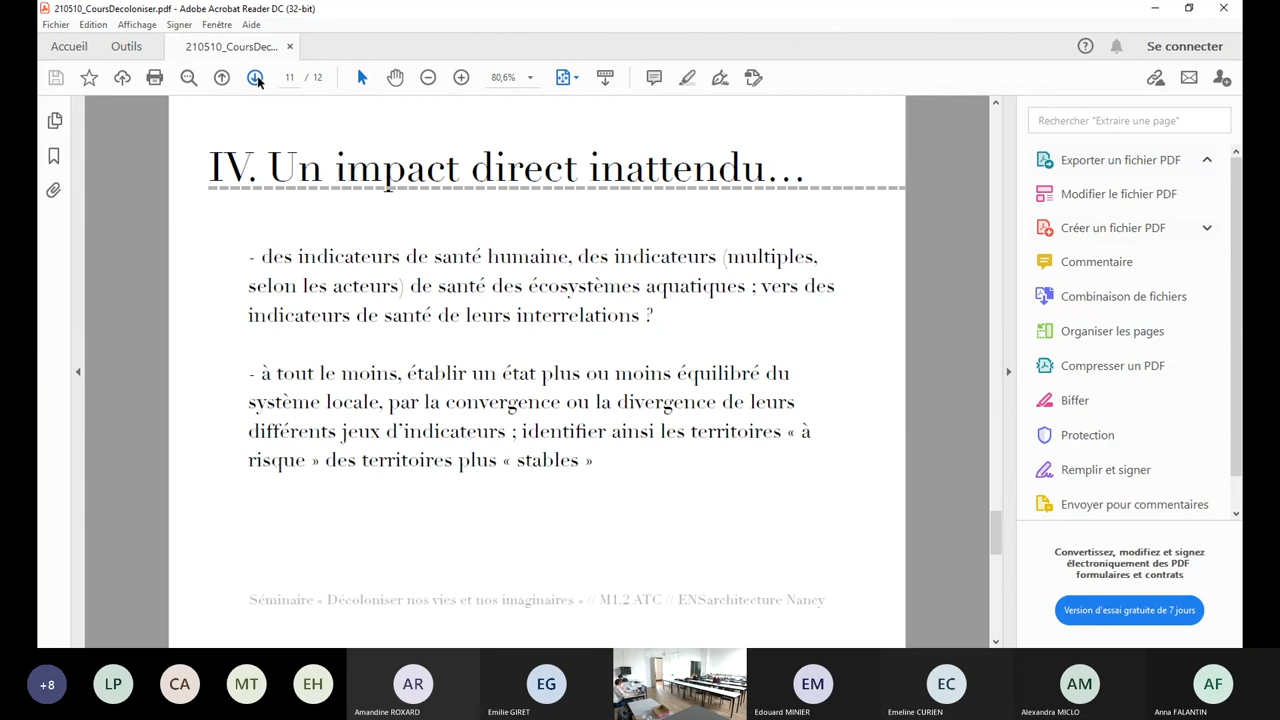 210510_CoursDecoloniser.pdf - Adobe Acrobat Reader DC (32-bit)
Fichier Edition Affichage Signer Fenêtre Aide
Accueil Outils 210510_CoursDec... × Se connecter
11 / 12 80,6%
IV. Un impact direct inattendu...
- des indicateurs de santé humaine, des indicateurs (multiples,
selon les acteurs) de santé des écosystèmes aquatiques ; vers des
indicateurs de santé de leurs interrelations ?
- à tout le moins, établir un état plus ou moins équilibré du
système locale, par la convergence ou la divergence de leurs
différents jeux d'indicateurs ; identifier ainsi les territoires « à
risque » des territoires plus « stables »
Séminaire « Décoloniser nos vies et nos imaginaires » // M1.2 ATC // ENSarchitecture Nancy
Rechercher "Extraire une page"
Exporter un fichier PDF
Modifier le fichier PDF
Créer un fichier PDF
Commentaire
Combinaison de fichiers
Organiser les pages
Compresser un PDF
Biffer
Protection
Remplir et signer
Envoyer pour commentaires
Convertissez, modifiez et signez
électroniquement des PDF
formulaires et contrats
Version d'essai gratuite de 7 jours
+8 LP CA MT EH AR EG EM EC AM AF
Amandine ROXARD Emilie GIRET Edouard MINIER Emeline CURIEN Alexandra MICLO Anna FALANTIN